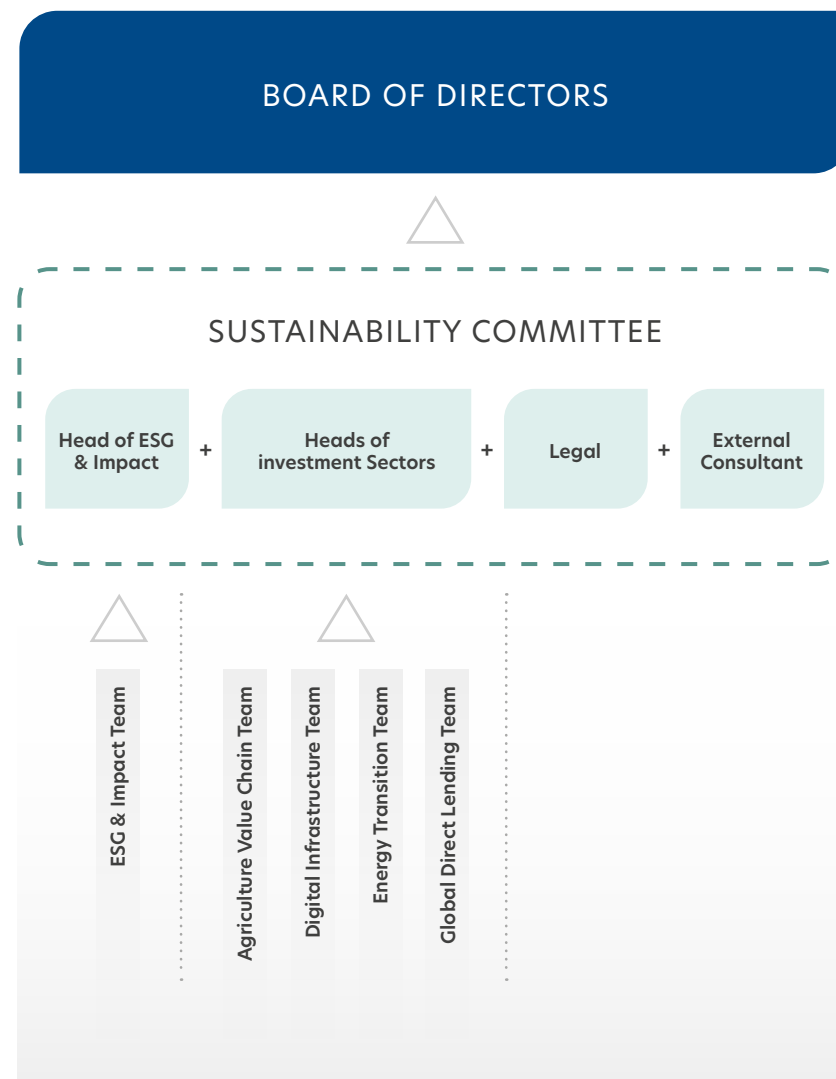 BOARD OF DIRECTORS
SUSTAINABILITY COMMITTEE
Head of ESG
& Impact
+
Heads of
investment Sectors
+
Legal
+
External
Consultant
ESG & Impact Team
Agriculture Value Chain Team
Digital Infrastructure Team
Energy Transition Team
Global Direct Lending Team